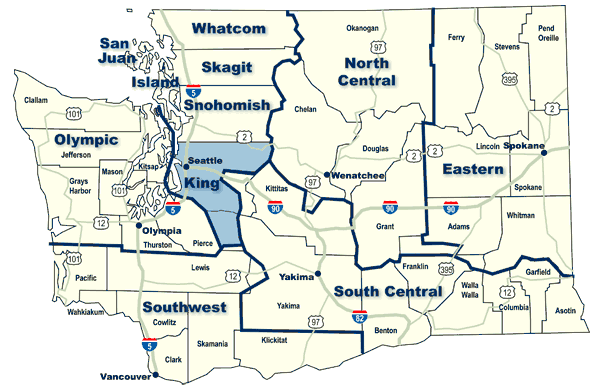 Whatcom
Okanogan
97
Ferry
Pend
Oreille
Stevens
San
Juan
Skagit
North
Central
395
Island
5
Snohomish
Chelan
2
Clallam
101
Olympic
Jefferson
2
Douglas
2
2
Lincoln
Spokane
Mason
Kitsap
Seattle
Eastern
Grays
Harbor
101
King
Kittitas
97
Wenatchee
Spokane
12
5
90
90
90
Whitman
Olympia
Thurston
Pierce
Grant
Adams
101
Pacific
Lewis
12
Yakima
Franklin
395
Garfield
South Central
Walla
Walla
12
Columbia
Asotin
Wahkiakum
Southwest
Cowlitz
Yakima
97
82
Benton
5
Clark
Skamania
Klickitat
Vancouver